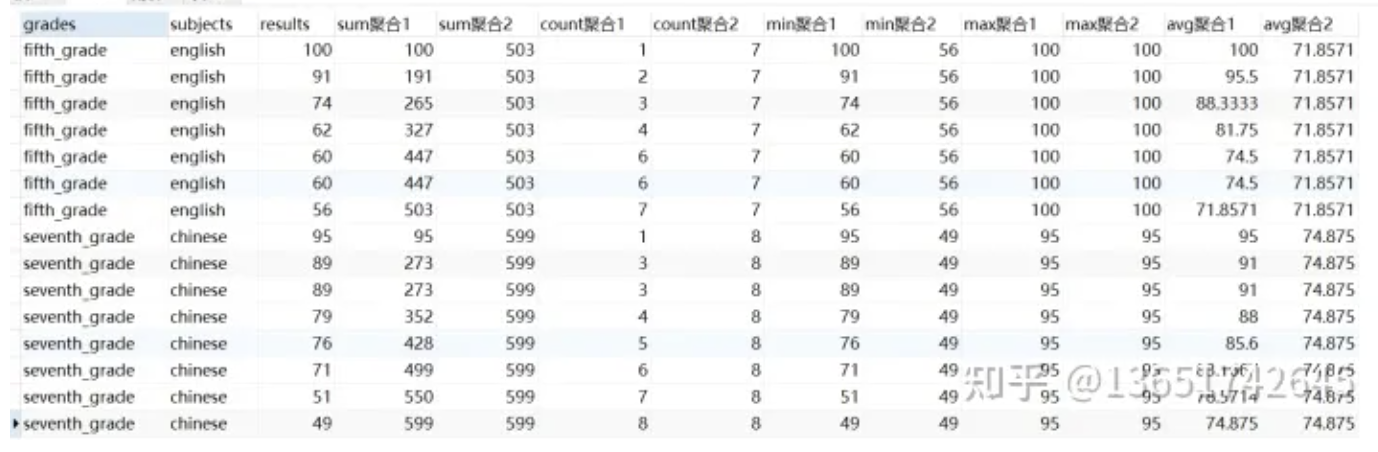 grades subjects results sum聚合1 sum聚合2 count聚合1 count聚合2 min聚合1 min聚合2 max聚合1 max聚合2 avg聚合1 avg聚合2
fifth_grade english 100 100 503 1 7 100 56 100 100 100 71.8571
fifth_grade english 91 191 503 2 7 91 56 100 100 95.5 71.8571
fifth_grade english 74 265 503 3 7 74 56 100 100 88.3333 71.8571
fifth_grade english 62 327 503 4 7 62 56 100 100 81.75 71.8571
fifth_grade english 60 447 503 6 7 60 56 100 100 74.5 71.8571
fifth_grade english 60 447 503 6 7 60 56 100 100 74.5 71.8571
fifth_grade english 56 503 503 7 7 56 56 100 100 71.8571 71.8571
seventh_grade chinese 95 95 599 1 8 95 49 95 95 95 74.875
seventh_grade chinese 89 273 599 3 8 89 49 95 95 91 74.875
seventh_grade chinese 89 273 599 3 8 89 49 95 95 91 74.875
seventh_grade chinese 79 352 599 4 8 79 49 95 95 88 74.875
seventh_grade chinese 76 428 599 5 8 76 49 95 95 85.6 74.875
seventh_grade chinese 71 499 599 6 8 71 49 95 95 74.875
seventh_grade chinese 51 550 599 7 8 51 49 95 95 78.5714 74.875
seventh_grade chinese 49 599 599 8 8 49 49 95 95 74.875 74.875
知乎 @13651742645